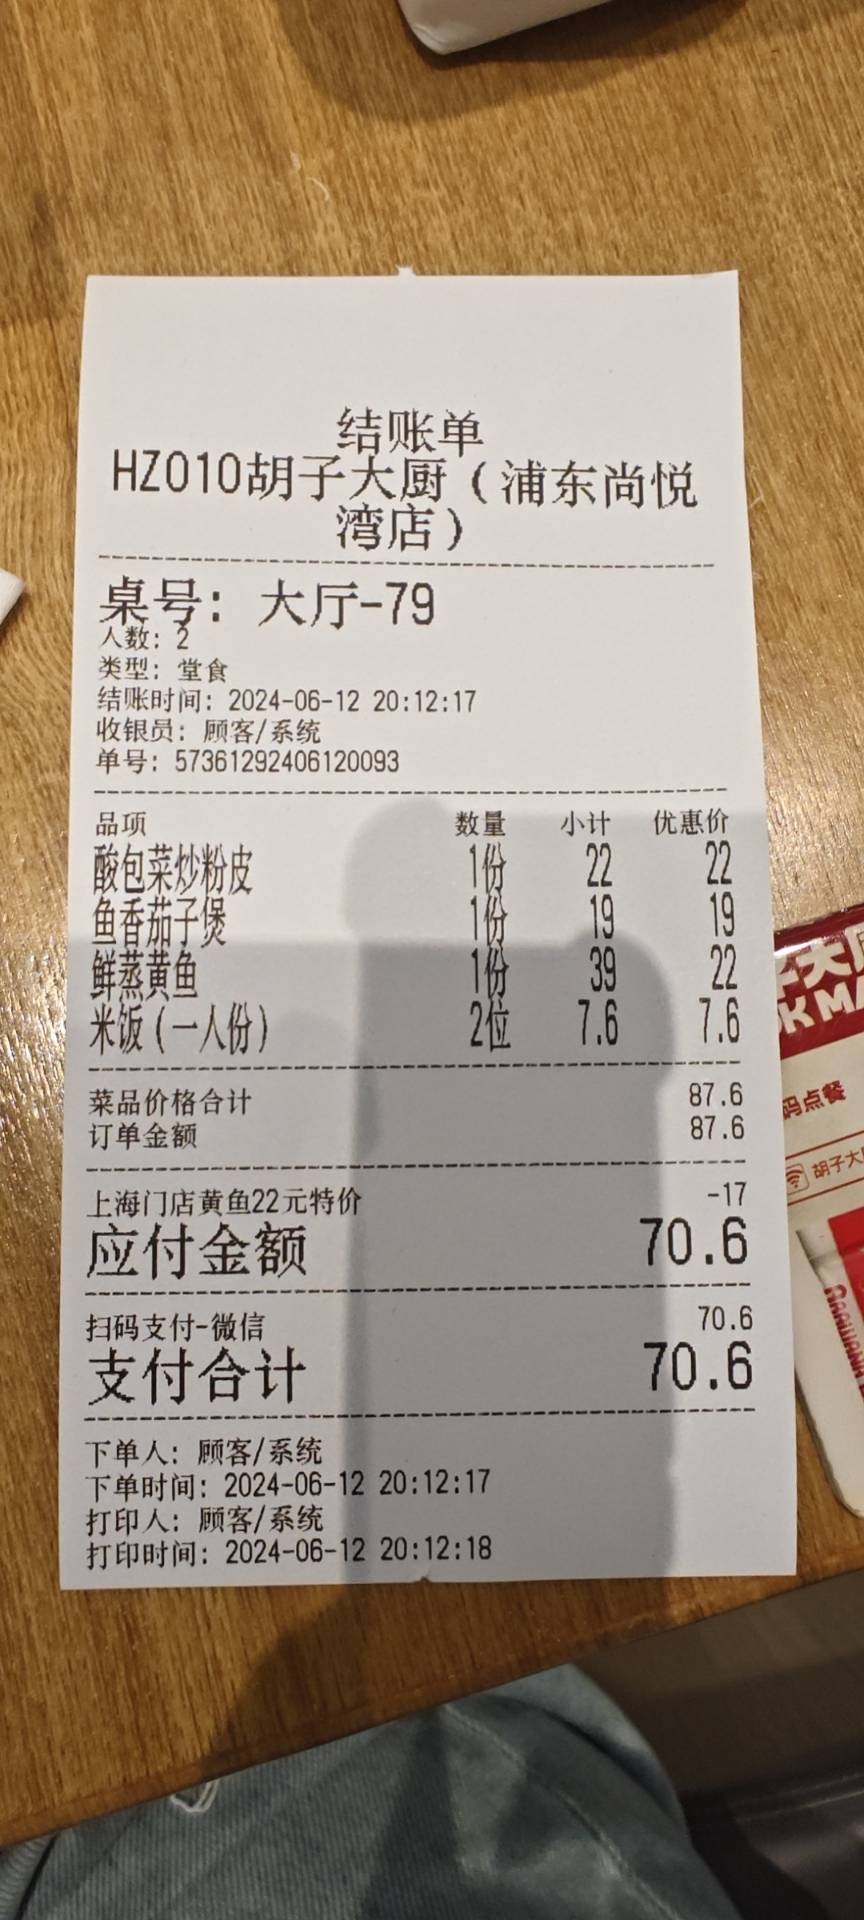 结账单
HZ010胡子大厨(浦东尚悦
湾店)
桌号: 大厅-79
人数: 2
类型: 堂食
结账时间: 2024-06-12 20:12:17
收银员: 顾客/系统
单号: 57361292406120093
品项 数量 小计 优惠价
酸包菜炒粉皮 1份 22 22
鱼香茄子煲 1份 19 19
鲜蒸黄鱼 1份 39 22
米饭(一人份) 2位 7.6 7.6
菜品价格合计 87.6
订单金额 87.6
上海门店黄鱼22元特价 -17
应付金额 70.6
扫码支付-微信 70.6
支付合计 70.6
下单人: 顾客/系统
下单时间: 2024-06-12 20:12:17
打印人: 顾客/系统
打印时间: 2024-06-12 20:12:18
码点餐
胡子大